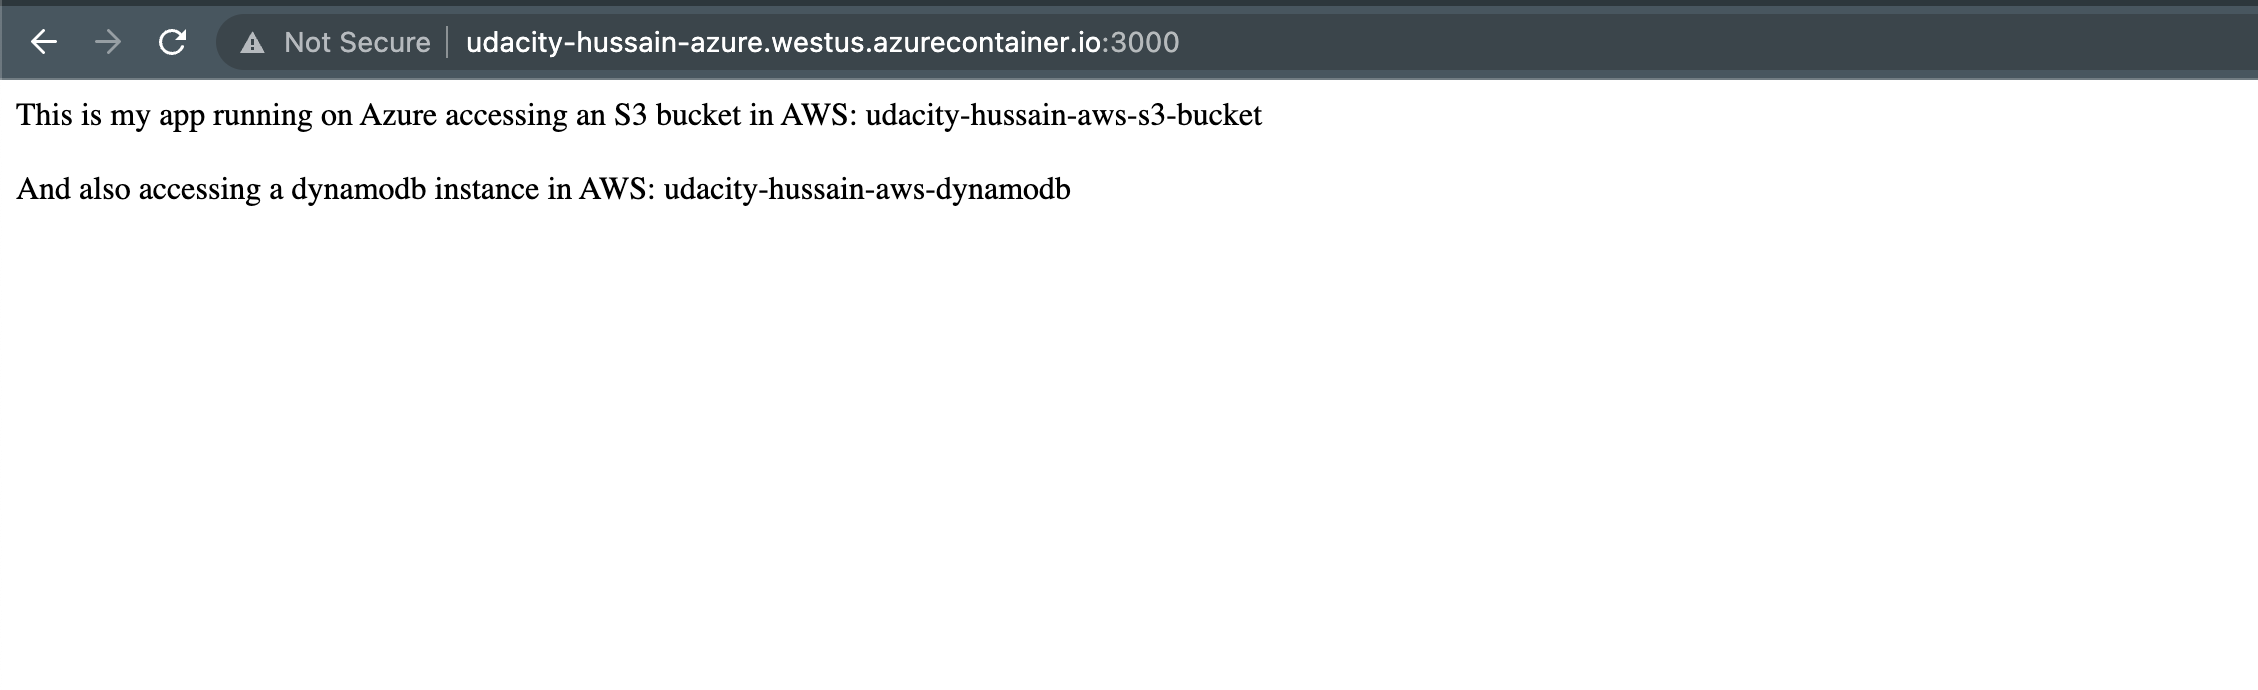 Not Secure udacity-hussain-azure.westus.azurecontainer.io:3000
This is my app running on Azure accessing an S3 bucket in AWS: udacity-hussain-aws-s3-bucket
And also accessing a dynamodb instance in AWS: udacity-hussain-aws-dynamodb